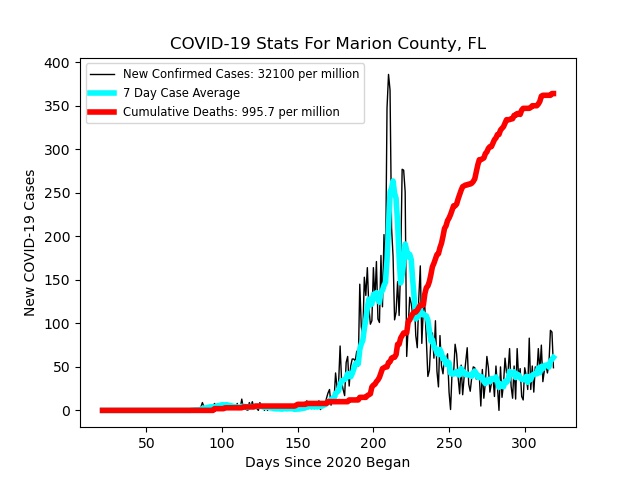 COVID-19 Stats For Marion County, FL
New Confirmed Cases: 32100 per million
7 Day Case Average
Cumulative Deaths: 995.7 per million
New COVID-19 Cases
400
350
300
250
200
150
100
50
0
50 100 150 200 250 300
Days Since 2020 Began